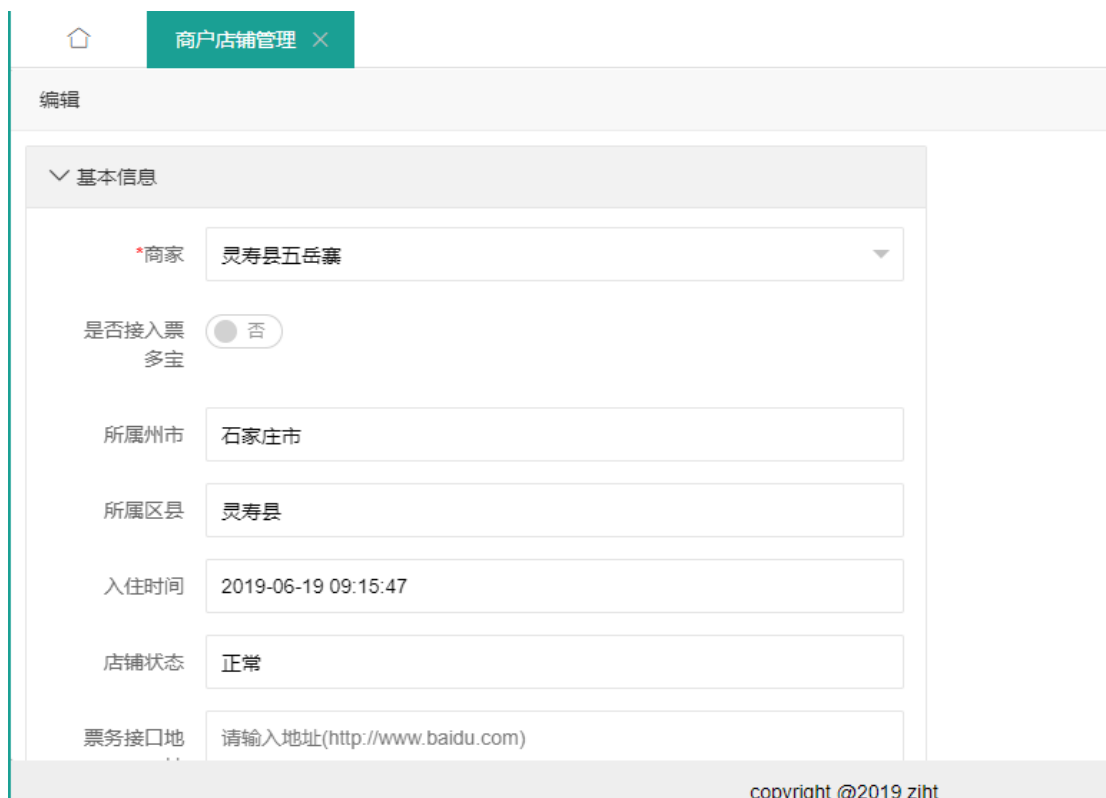 商户店铺管理
编辑
基本信息
*商家 灵寿县五岳寨
是否接入票 否
多宝
所属州市 石家庄市
所属区县 灵寿县
入住时间 2019-06-19 09:15:47
店铺状态 正常
票务接口地 请输入地址(http://www.baidu.com)
copyright @2019 ziht